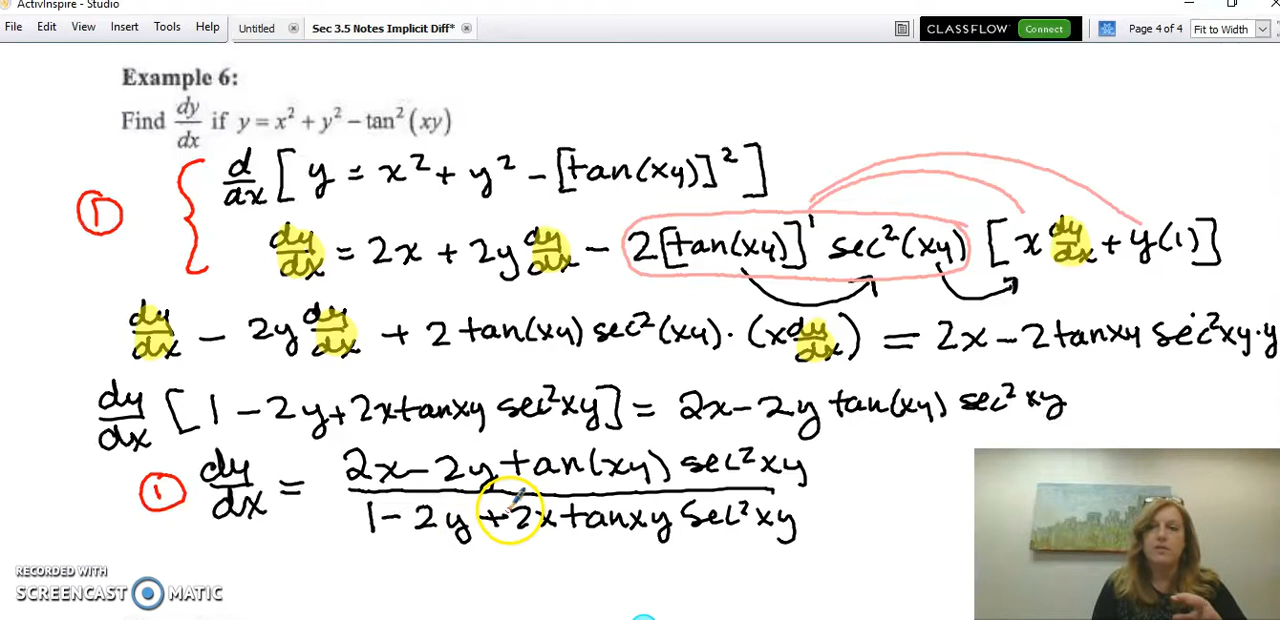 ActivInspire - Studio
File Edit View Insert Tools Help Untitled Sec 3.5 Notes Implicit Diff* CLASSFLOW Connect Page 4 of 4 Fit to Width
Example 6:
Find dy/dx if y = x² + y² − tan²(xy)
① d/dx [y = x² + y² − [tan(xy)]²]
dy/dx = 2x + 2y dy/dx − 2[tan(xy)]¹ sec²(xy) [x dy/dx + y(1)]
dy/dx − 2y dy/dx + 2 tan(xy) sec²(xy) · (x dy/dx) = 2x − 2tanxy sec²xy · y
dy/dx [1 − 2y + 2x tanxy sec²xy] = 2x − 2y tan(xy) sec²xy
① dy/dx = 2x − 2y tan(xy) sec²xy
1 − 2y + 2x tanxy sec²xy
RECORDED WITH
SCREENCAST MATIC